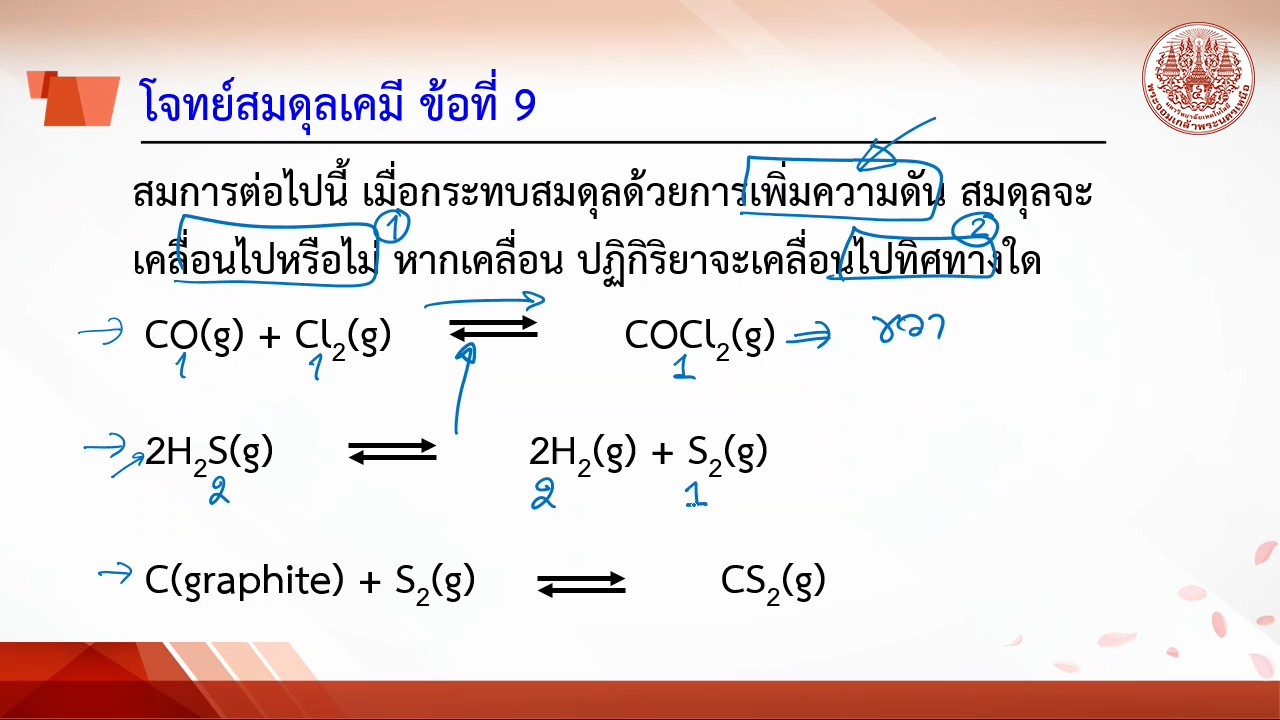 โจทย์สมดุลเคมี ข้อที่ 9
สมการต่อไปนี้ เมื่อกระทบสมดุลด้วยการเพิ่มความดัน สมดุลจะ
เคลื่อนไปหรือไม่ หากเคลื่อน ปฏิกิริยาจะเคลื่อนไปทิศทางใด
1 2
CO(g) + Cl₂(g) ⇌ COCl₂(g) ⇒ ขวา
1 1 1
2H₂S(g) ⇌ 2H₂(g) + S₂(g)
2 2 1
C(graphite) + S₂(g) ⇌ CS₂(g)